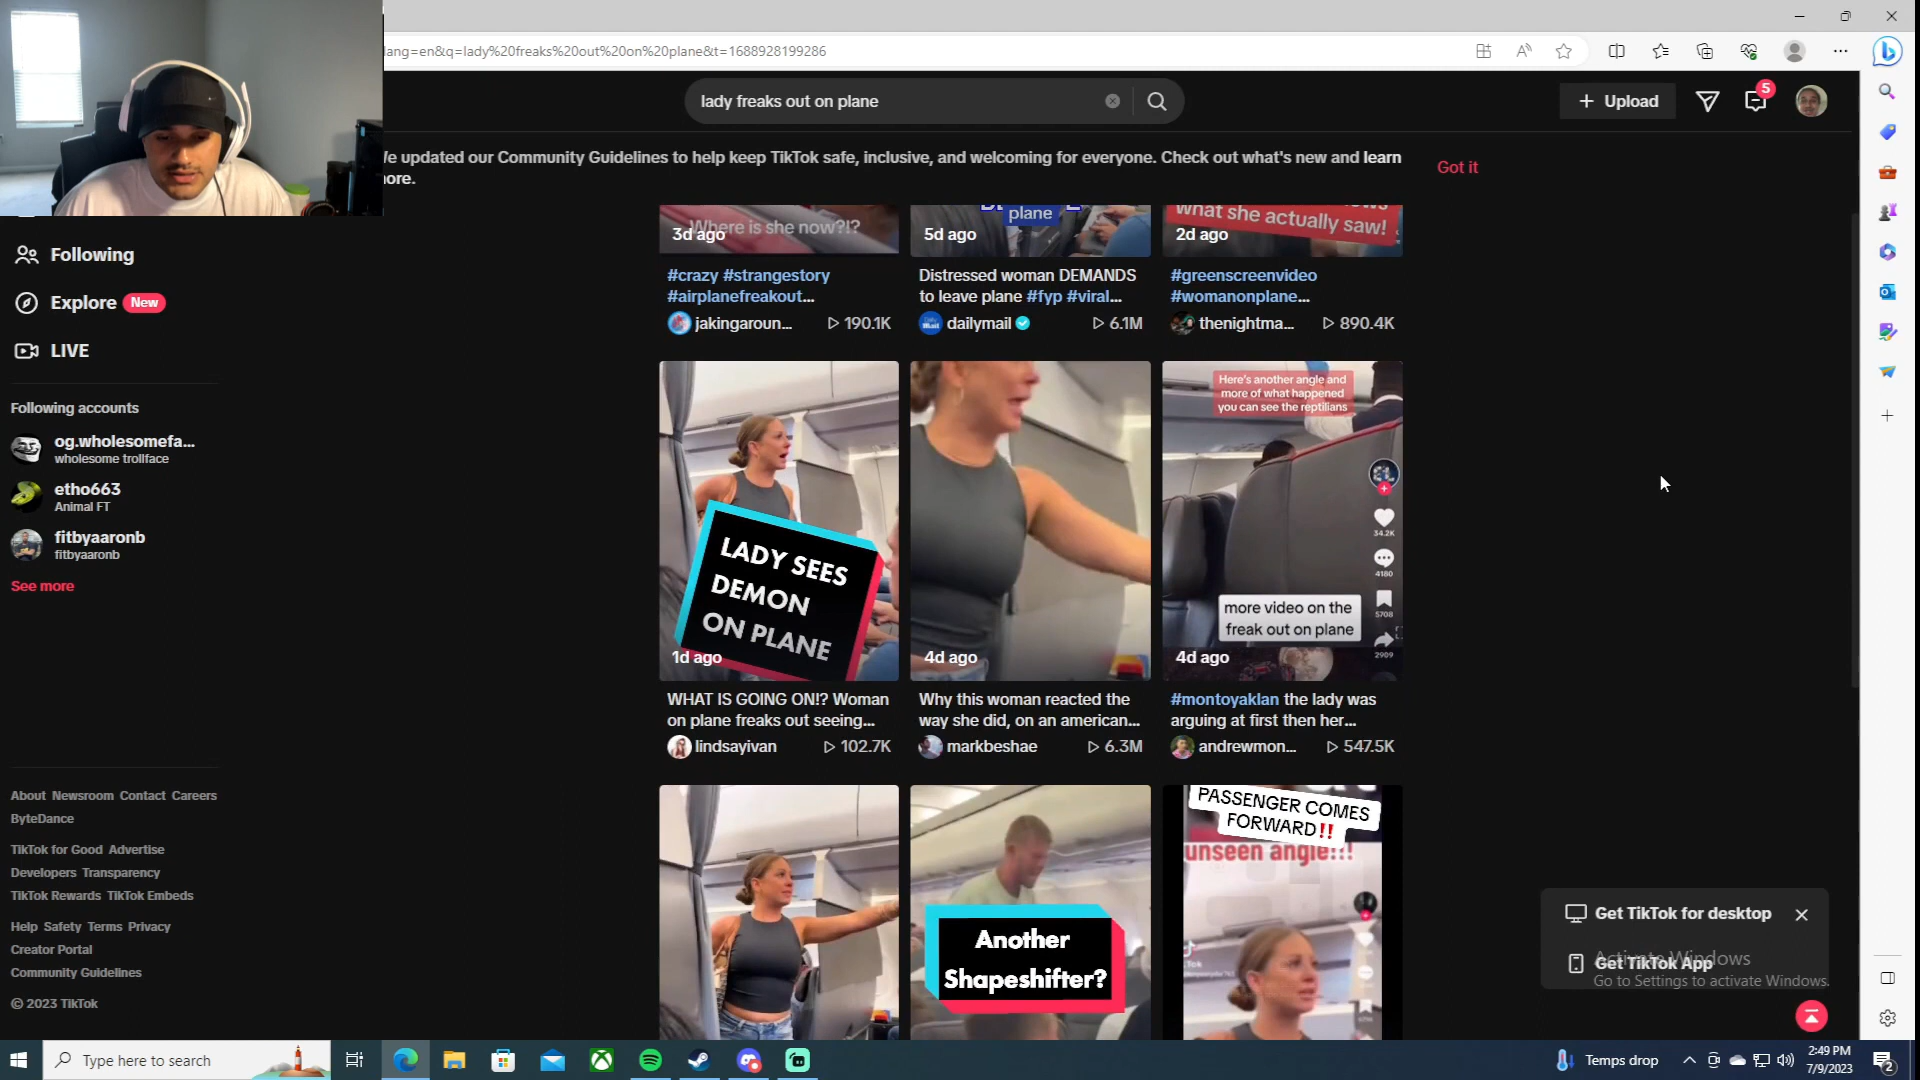 lang=en&q=lady%20freaks%20out%20on%20plane&t=1688928199286
lady freaks out on plane
Upload
5
We updated our Community Guidelines to help keep TikTok safe, inclusive, and welcoming for everyone. Check out what's new and learn
more.
Got it
Following
Explore New
LIVE
Following accounts
og.wholesomefa...
wholesome trollface
etho663
Animal FT
fitbyaaronb
fitbyaaronb
See more
About Newsroom Contact Careers
ByteDance
TikTok for Good Advertise
Developers Transparency
TikTok Rewards TikTok Embeds
Help Safety Terms Privacy
Creator Portal
Community Guidelines
© 2023 TikTok
Where is she now?!?
3d ago
#crazy #strangestory
#airplanefreakout...
jakingaroun...
190.1K
plane
5d ago
Distressed woman DEMANDS
to leave plane #fyp #viral...
dailymail
6.1M
what she actually saw!
2d ago
#greenscreenvideo
#womanonplane...
thenightma...
890.4K
LADY SEES
DEMON
ON PLANE
1d ago
WHAT IS GOING ON!? Woman
on plane freaks out seeing...
lindsayivan
102.7K
4d ago
Why this woman reacted the
way she did, on an american...
markbeshae
6.3M
Here's another angle and
more of what happened
you can see the reptilians
34.2K
4180
5708
2989
more video on the
freak out on plane
4d ago
#montoyaklan the lady was
arguing at first then her...
andrewmon...
547.5K
Another
Shapeshifter?
PASSENGER COMES
FORWARD!!
unseen angle!!!
Get TikTok for desktop
Get TikTok App
Activate Windows
Go to Settings to activate Windows.
Type here to search
Temps drop
2:49 PM
7/9/2023
2